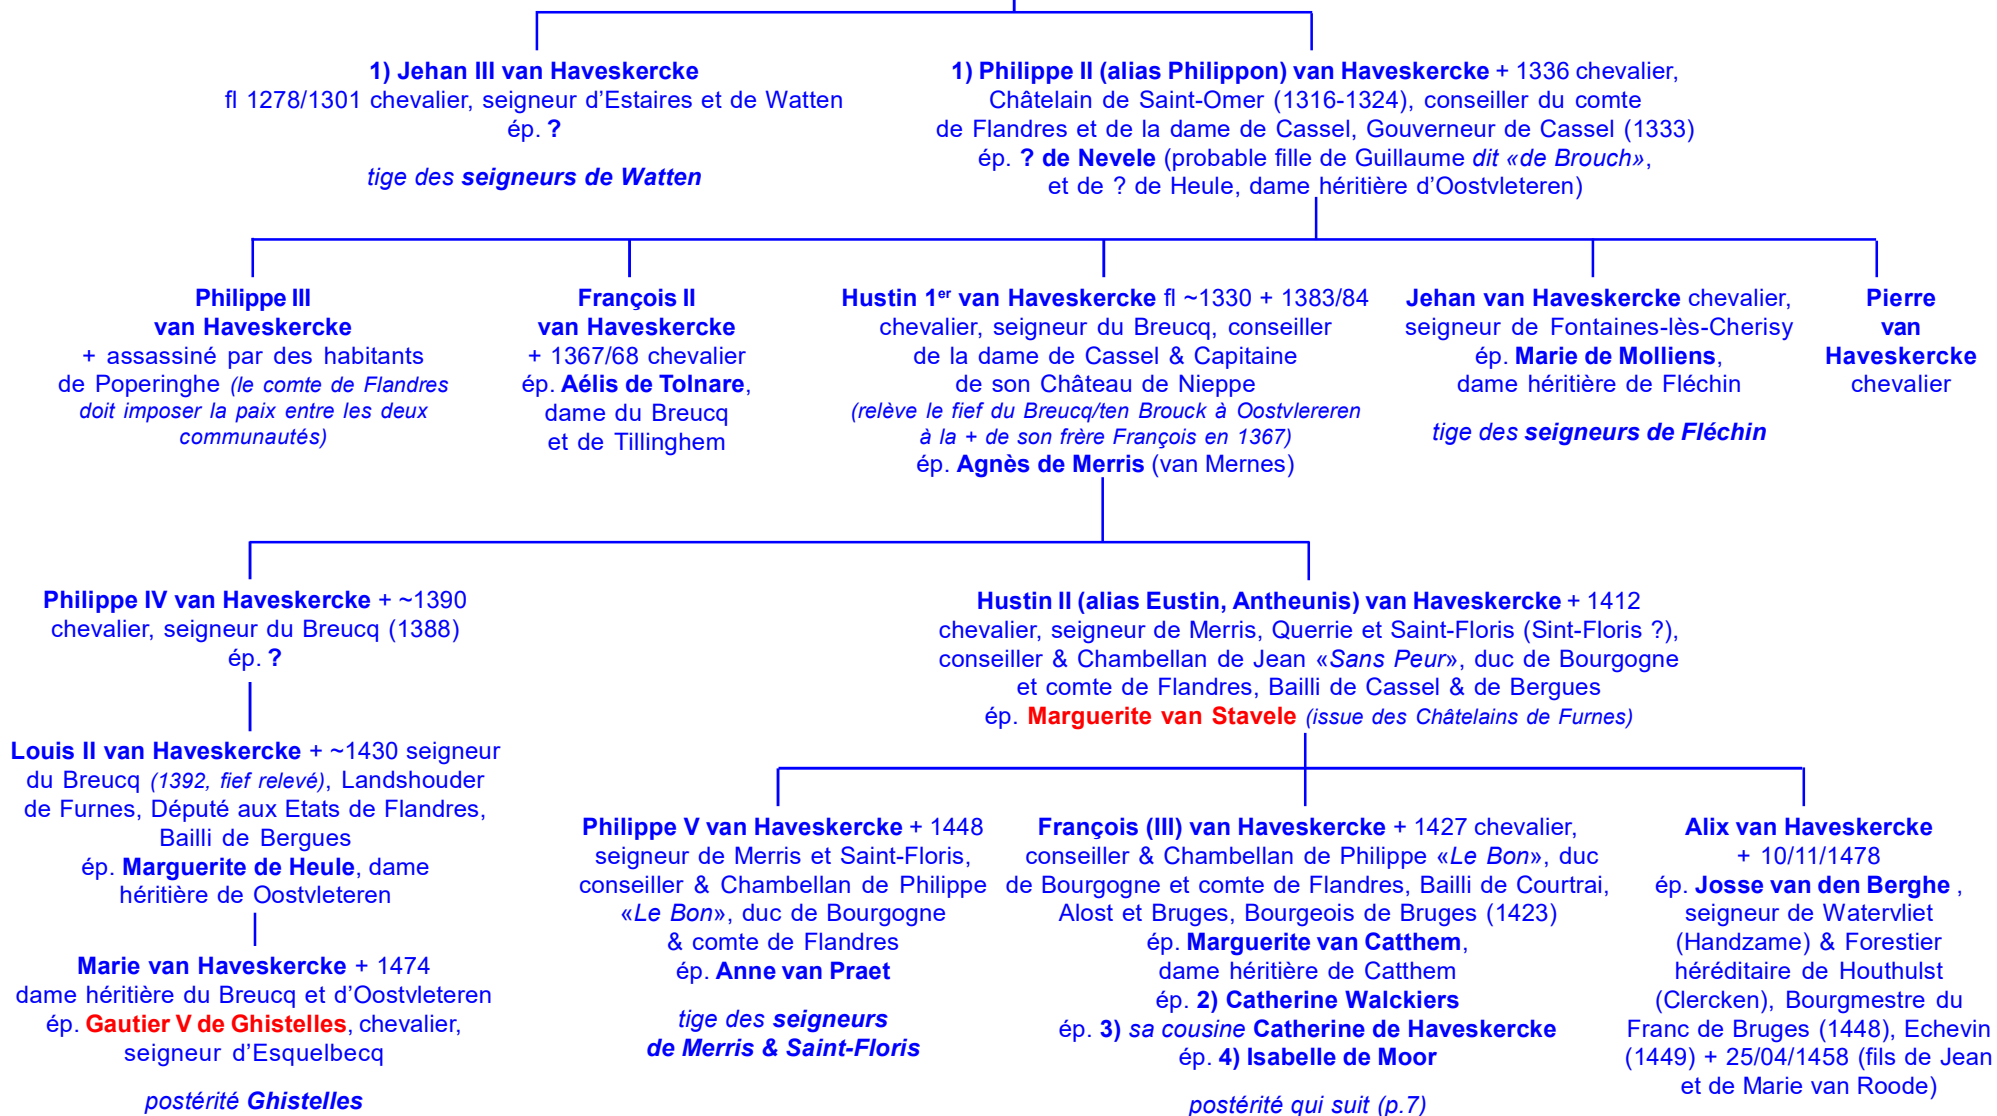 1) Jehan III van Haveskercke
fl 1278/1301 chevalier, seigneur d'Estaires et de Watten
ép. ?
tige des seigneurs de Watten
1) Philippe II (alias Philippon) van Haveskercke + 1336 chevalier,
Châtelain de Saint-Omer (1316-1324), conseiller du comte
de Flandres et de la dame de Cassel, Gouverneur de Cassel (1333)
ép. ? de Nevele (probable fille de Guillaume dit «de Brouch»,
et de ? de Heule, dame héritière d'Oostvleteren)
Philippe III
van Haveskercke
+ assassiné par des habitants
de Poperinghe (le comte de Flandres
doit imposer la paix entre les deux
communautés)
François II
van Haveskercke
+ 1367/68 chevalier
ép. Aélis de Tolnare,
dame du Breucq
et de Tillinghem
Hustin 1er van Haveskercke fl ~1330 + 1383/84
chevalier, seigneur du Breucq, conseiller
de la dame de Cassel & Capitaine
de son Château de Nieppe
(relève le fief du Breucq/ten Brouck à Oostvlereren
à la + de son frère François en 1367)
ép. Agnès de Merris (van Mernes)
Jehan van Haveskercke chevalier,
seigneur de Fontaines-lès-Cherisy
ép. Marie de Molliens,
dame héritière de Fléchin
tige des seigneurs de Fléchin
Pierre
van
Haveskercke
chevalier
Philippe IV van Haveskercke + ~1390
chevalier, seigneur du Breucq (1388)
ép. ?
Hustin II (alias Eustin, Antheunis) van Haveskercke + 1412
chevalier, seigneur de Merris, Querrie et Saint-Floris (Sint-Floris ?),
conseiller & Chambellan de Jean «Sans Peur», duc de Bourgogne
et comte de Flandres, Bailli de Cassel & de Bergues
ép. Marguerite van Stavele (issue des Châtelains de Furnes)
Louis II van Haveskercke + ~1430 seigneur
du Breucq (1392, fief relevé), Landshouder
de Furnes, Député aux Etats de Flandres,
Bailli de Bergues
ép. Marguerite de Heule, dame
héritière de Oostvleteren
Marie van Haveskercke + 1474
dame héritière du Breucq et d'Oostvleteren
ép. Gautier V de Ghistelles, chevalier,
seigneur d'Esquelbecq
postérité Ghistelles
Philippe V van Haveskercke + 1448
seigneur de Merris et Saint-Floris,
conseiller & Chambellan de Philippe
«Le Bon», duc de Bourgogne
& comte de Flandres
ép. Anne van Praet
tige des seigneurs
de Merris & Saint-Floris
François (III) van Haveskercke + 1427 chevalier,
conseiller & Chambellan de Philippe «Le Bon», duc
de Bourgogne et comte de Flandres, Bailli de Courtrai,
Alost et Bruges, Bourgeois de Bruges (1423)
ép. Marguerite van Catthem,
dame héritière de Catthem
ép. 2) Catherine Walckiers
ép. 3) sa cousine Catherine de Haveskercke
ép. 4) Isabelle de Moor
postérité qui suit (p.7)
Alix van Haveskercke
+ 10/11/1478
ép. Josse van den Berghe ,
seigneur de Watervliet
(Handzame) & Forestier
héréditaire de Houthulst
(Clercken), Bourgmestre du
Franc de Bruges (1448), Echevin
(1449) + 25/04/1458 (fils de Jean
et de Marie van Roode)